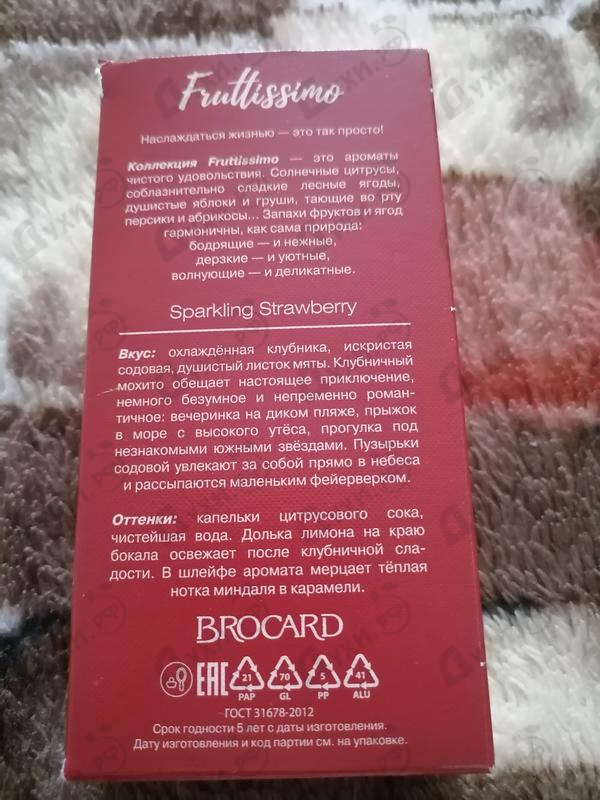 Fruttissimo
Наслаждаться жизнью — это так просто!
Коллекция Fruttissimo — это ароматы
чистого удовольствия. Солнечные цитрусы,
соблазнительно сладкие лесные ягоды,
душистые яблоки и груши, тающие во рту
персики и абрикосы... Запахи фруктов и ягод
гармоничны, как сама природа:
бодрящие — и нежные,
дерзкие — и уютные,
волнующие — и деликатные.
Sparkling Strawberry
Вкус: охлаждённая клубника, искристая
содовая, душистый листок мяты. Клубничный
мохито обещает настоящее приключение,
немного безумное и непременно роман-
тичное: вечеринка на диком пляже, прыжок
в море с высокого утёса, прогулка под
незнакомыми южными звёздами. Пузырьки
содовой увлекают за собой прямо в небеса
и рассыпаются маленьким фейерверком.
Оттенки: капельки цитрусового сока,
чистейшая вода. Долька лимона на краю
бокала освежает после клубничной сла-
дости. В шлейфе аромата мерцает тёплая
нотка миндаля в карамели.
BROCARD
EAC 21 70 5 41
PAP GL PP ALU
ГОСТ 31678-2012
Срок годности 5 лет с даты изготовления.
Дату изготовления и код партии см. на упаковке.